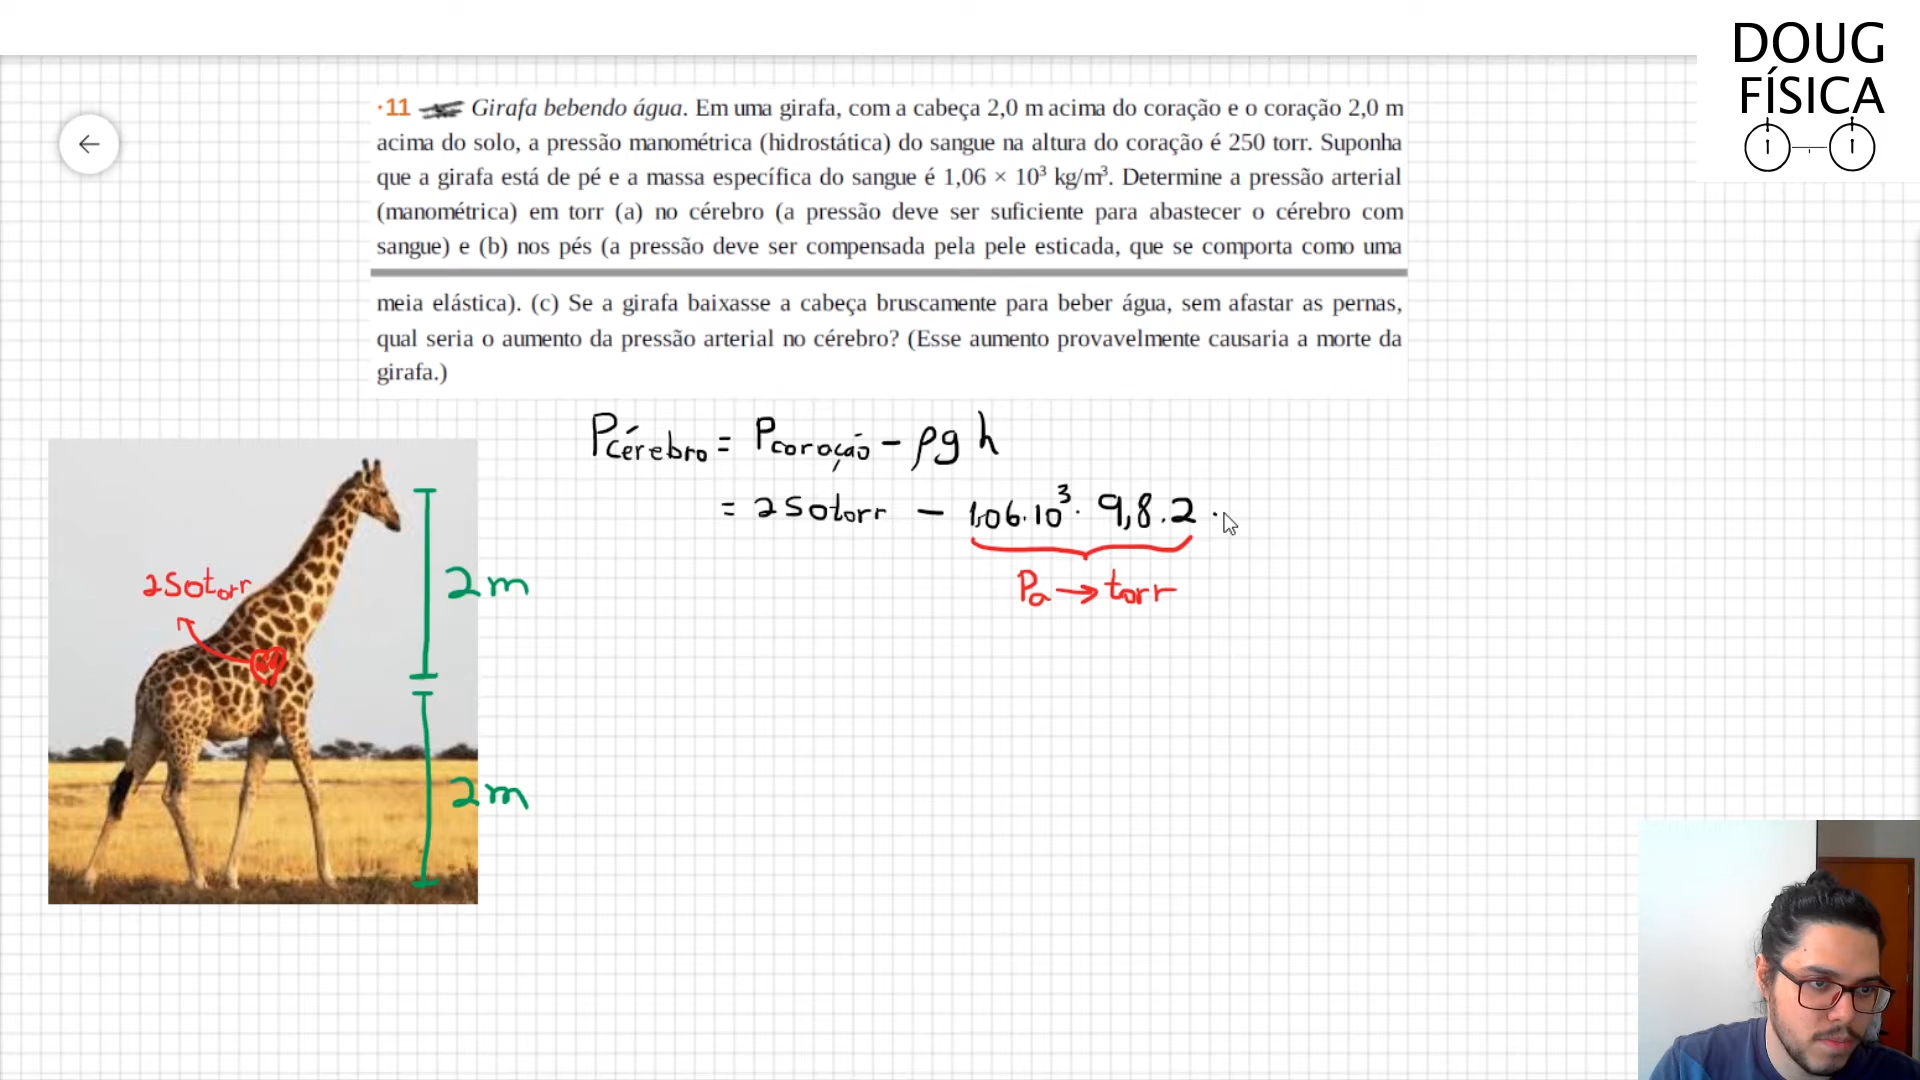 DOUG
FÍSICA
·11 Girafa bebendo água. Em uma girafa, com a cabeça 2,0 m acima do coração e o coração 2,0 m
acima do solo, a pressão manométrica (hidrostática) do sangue na altura do coração é 250 torr. Suponha
que a girafa está de pé e a massa específica do sangue é 1,06 × 10³ kg/m³. Determine a pressão arterial
(manométrica) em torr (a) no cérebro (a pressão deve ser suficiente para abastecer o cérebro com
sangue) e (b) nos pés (a pressão deve ser compensada pela pele esticada, que se comporta como uma
meia elástica). (c) Se a girafa baixasse a cabeça bruscamente para beber água, sem afastar as pernas,
qual seria o aumento da pressão arterial no cérebro? (Esse aumento provavelmente causaria a morte da
girafa.)
Pcérebro = Pcoração - ρgh
= 250torr - 1,06.10³. 9,8.2 .
Pa → torr
250torr
2m
2m